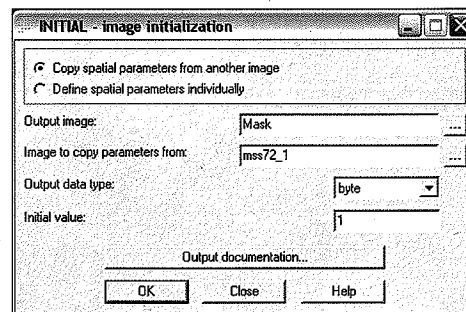 INITIAL - image initialization
Copy spatial parameters from another image
Define spatial parameters individually
Output image: Mask ...
Image to copy parameters from: mss72_1 ...
Output data type: byte
Initial value: 1
Output documentation...
OK Close Help